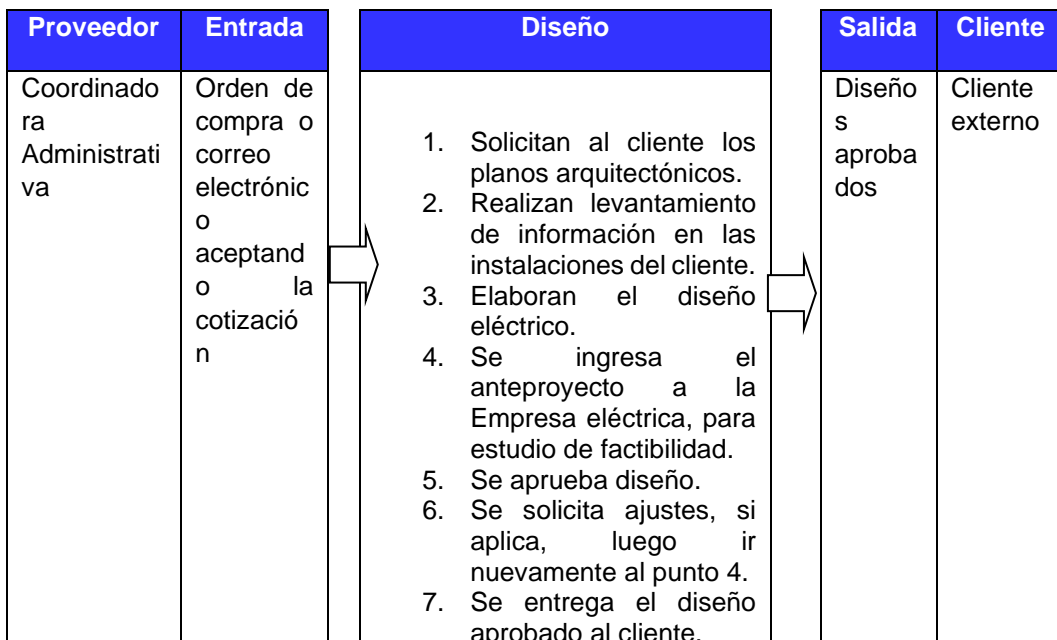 Proveedor
Entrada
Diseño
Salida
Cliente
Coordinado
ra
Administrati
va
Orden de
compra o
correo
electrónic
o
aceptand
o la
cotizació
n
1. Solicitan al cliente los
planos arquitectónicos.
2. Realizan levantamiento
de información en las
instalaciones del cliente.
3. Elaboran el diseño
eléctrico.
4. Se ingresa el
anteproyecto a la
Empresa eléctrica, para
estudio de factibilidad.
5. Se aprueba diseño.
6. Se solicita ajustes, si
aplica, luego ir
nuevamente al punto 4.
7. Se entrega el diseño
aprobado al cliente.
Diseño
s
aproba
dos
Cliente
externo